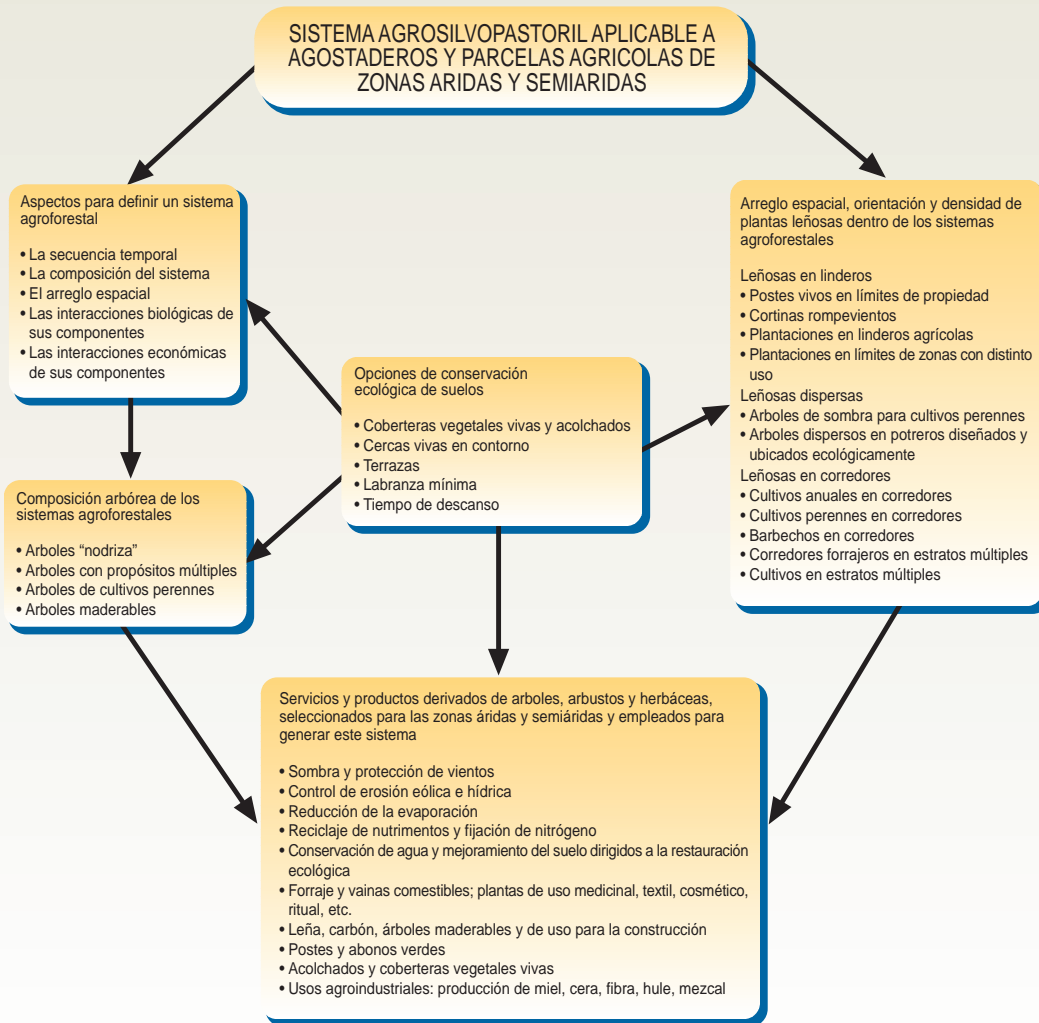 SISTEMA AGROSILVOPASTORIL APLICABLE A
AGOSTADEROS Y PARCELAS AGRICOLAS DE
ZONAS ARIDAS Y SEMIARIDAS
Aspectos para definir un sistema
agroforestal
• La secuencia temporal
• La composición del sistema
• El arreglo espacial
• Las interacciones biológicas de
sus componentes
• Las interacciones económicas
de sus componentes
Composición arbórea de los
sistemas agroforestales
• Arboles “nodriza”
• Arboles con propósitos múltiples
• Arboles de cultivos perennes
• Arboles maderables
Opciones de conservación
ecológica de suelos
• Coberteras vegetales vivas y acolchados
• Cercas vivas en contorno
• Terrazas
• Labranza mínima
• Tiempo de descanso
Arreglo espacial, orientación y densidad de
plantas leñosas dentro de los sistemas
agroforestales
Leñosas en linderos
• Postes vivos en límites de propiedad
• Cortinas rompevientos
• Plantaciones en linderos agrícolas
• Plantaciones en límites de zonas con distinto
uso
Leñosas dispersas
• Arboles de sombra para cultivos perennes
• Arboles dispersos en potreros diseñados y
ubicados ecológicamente
Leñosas en corredores
• Cultivos anuales en corredores
• Cultivos perennes en corredores
• Barbechos en corredores
• Corredores forrajeros en estratos múltiples
• Cultivos en estratos múltiples
Servicios y productos derivados de arboles, arbustos y herbáceas,
seleccionados para las zonas áridas y semiáridas y empleados para
generar este sistema
• Sombra y protección de vientos
• Control de erosión eólica e hídrica
• Reducción de la evaporación
• Reciclaje de nutrimentos y fijación de nitrógeno
• Conservación de agua y mejoramiento del suelo dirigidos a la restauración
ecológica
• Forraje y vainas comestibles; plantas de uso medicinal, textil, cosmético,
ritual, etc.
• Leña, carbón, árboles maderables y de uso para la construcción
• Postes y abonos verdes
• Acolchados y coberteras vegetales vivas
• Usos agroindustriales: producción de miel, cera, fibra, hule, mezcal